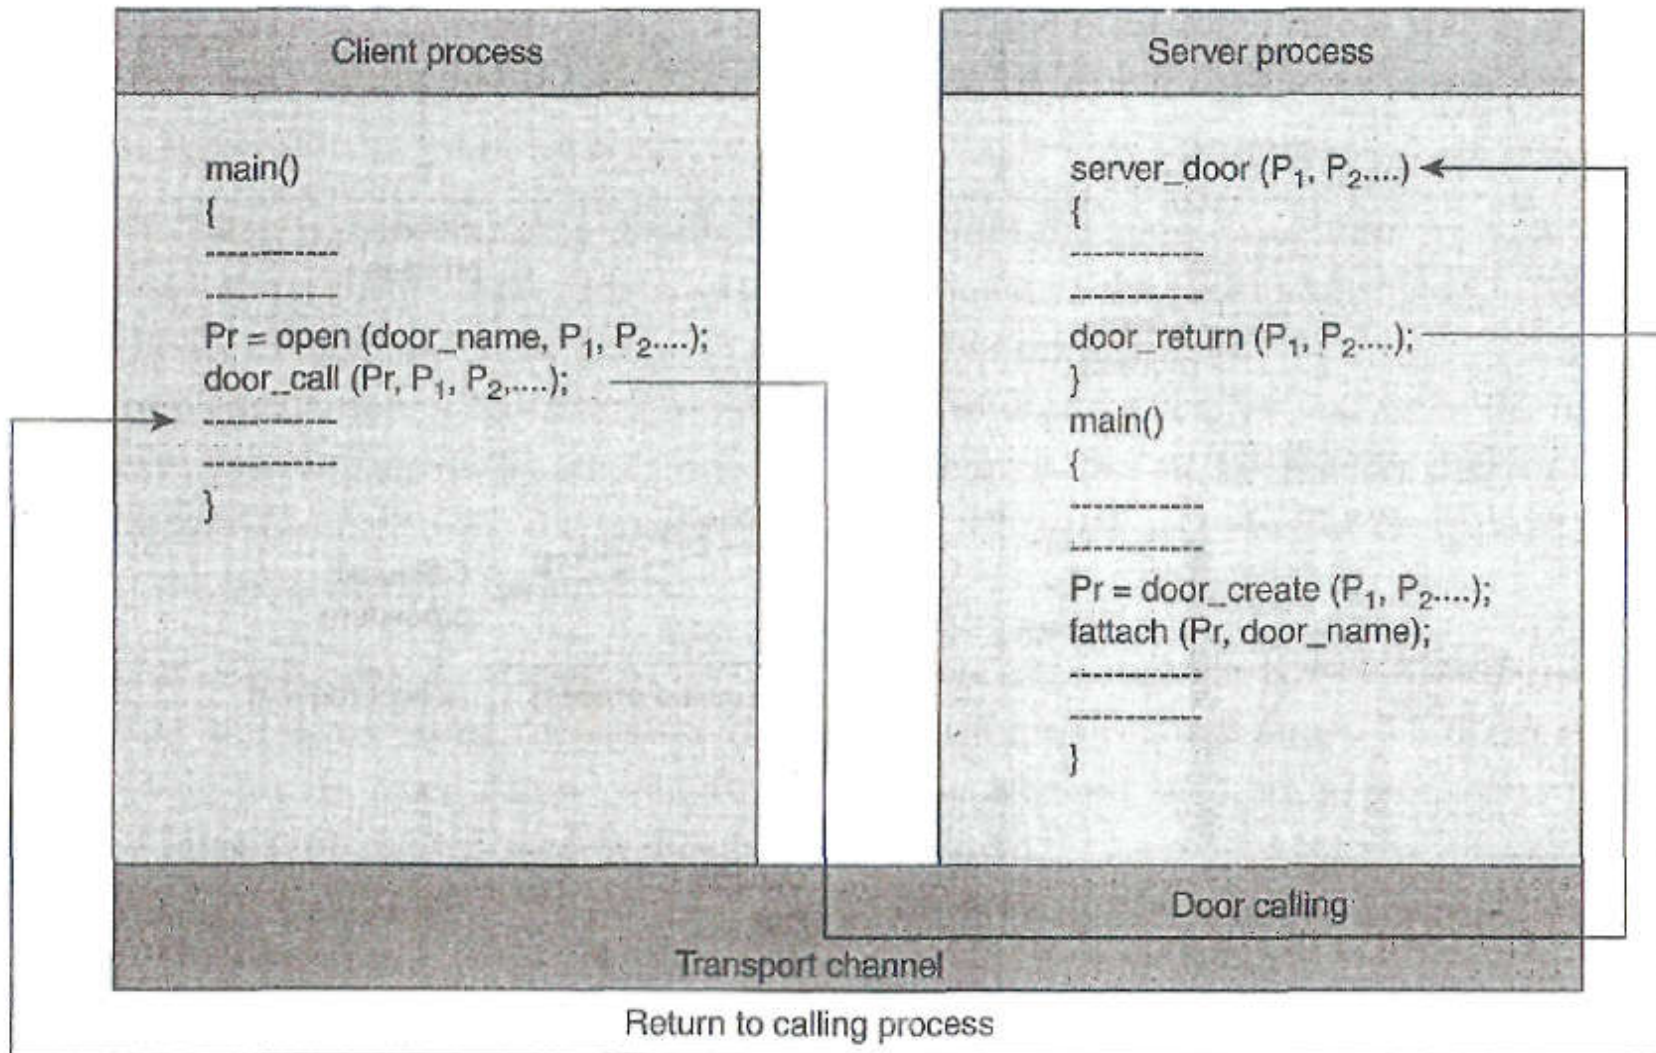 Client process
main()
{
------------
------------
Pr = open (door_name, P₁, P₂....);
door_call (Pr, P₁, P₂,....);
------------
------------
}
Server process
server_door (P₁, P₂....)
{
------------
------------
door_return (P₁, P₂....);
}
main()
{
------------
------------
Pr = door_create (P₁, P₂....);
fattach (Pr, door_name);
------------
------------
}
Door calling
Transport channel
Return to calling process